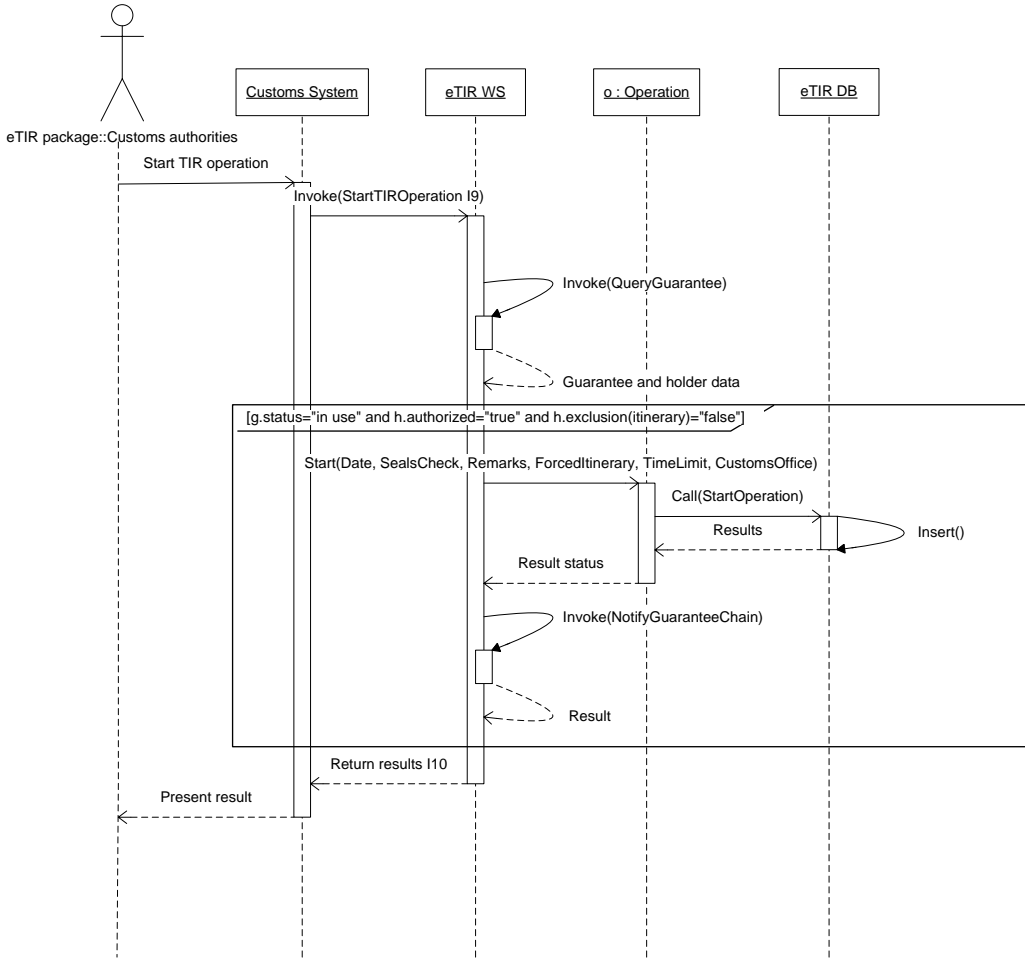 Customs System
eTIR WS
o : Operation
eTIR DB
eTIR package::Customs authorities
Start TIR operation
Invoke(StartTIROperation I9)
Invoke(QueryGuarantee)
Guarantee and holder data
[g.status="in use" and h.authorized="true" and h.exclusion(itinerary)="false"]
Start(Date, SealsCheck, Remarks, ForcedItinerary, TimeLimit, CustomsOffice)
Call(StartOperation)
Results
Insert()
Result status
Invoke(NotifyGuaranteeChain)
Result
Return results I10
Present result